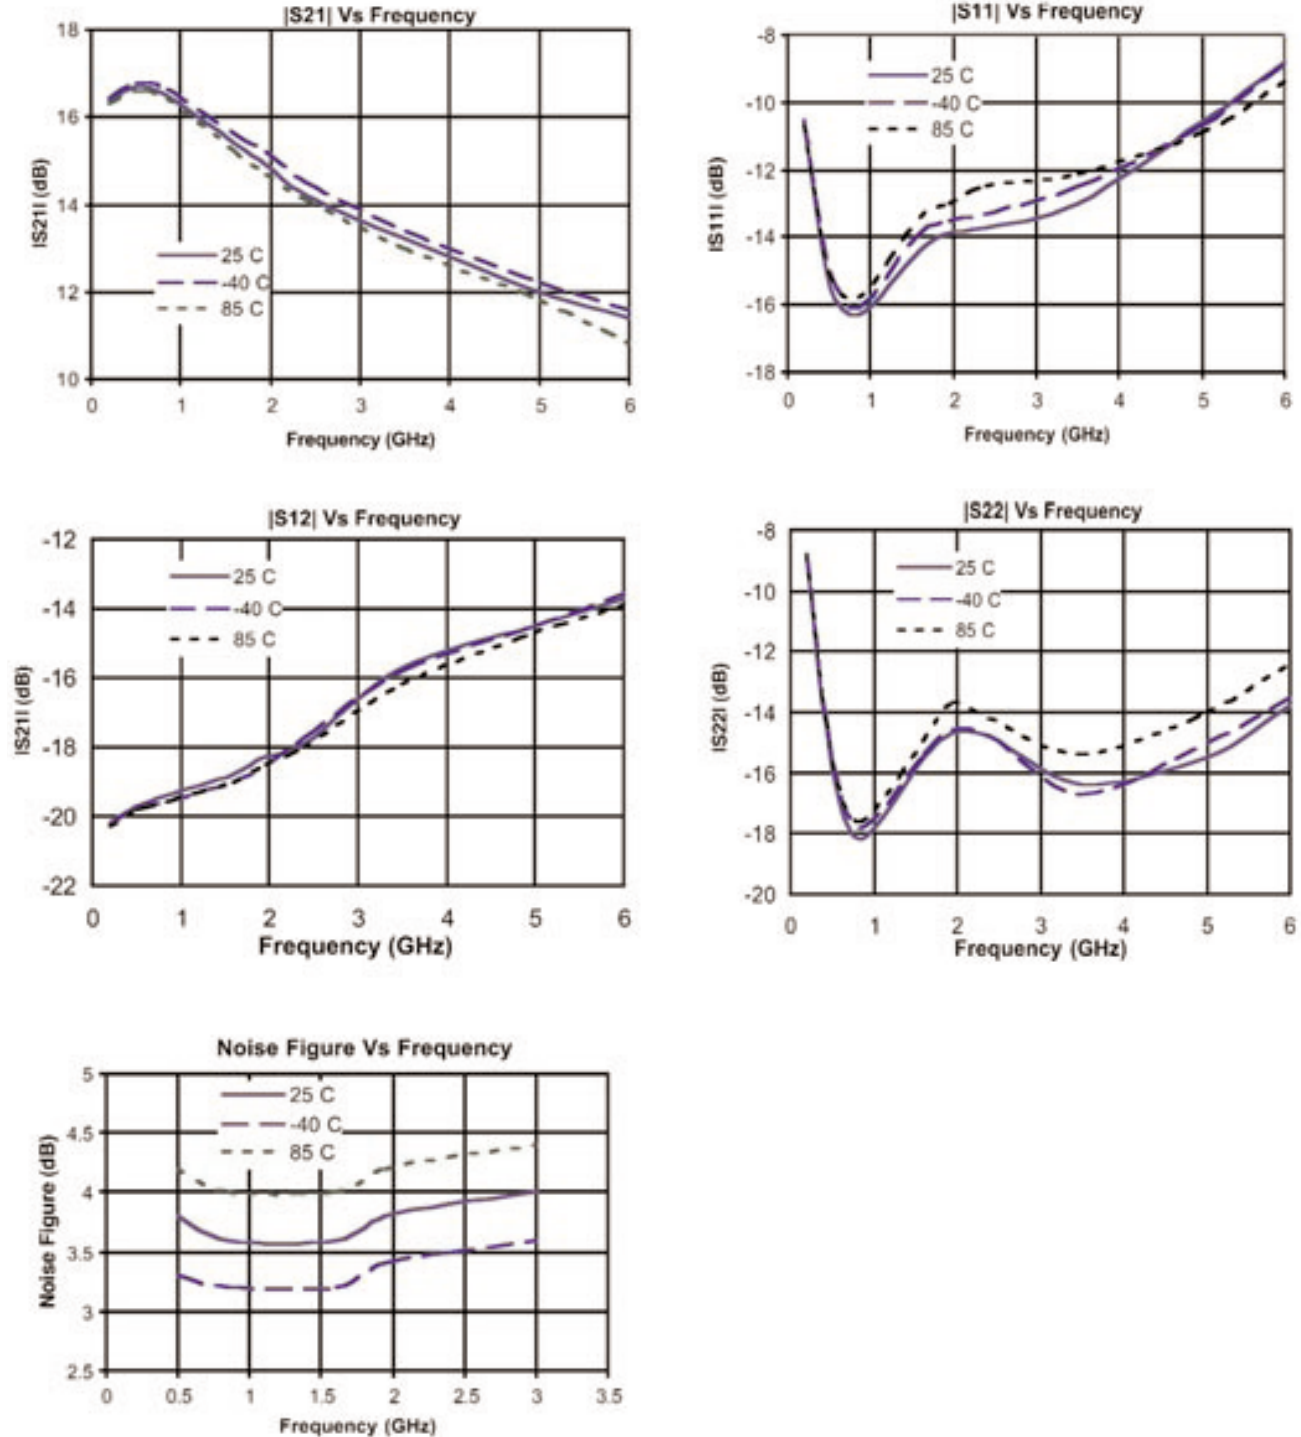 |S21| Vs Frequency
18
16
14
12
10
|S21| (dB)
25 C
-40 C
85 C
0 1 2 3 4 5 6
Frequency (GHz)
|S11| Vs Frequency
-8
-10
-12
-14
-16
-18
|S11| (dB)
25 C
-40 C
85 C
0 1 2 3 4 5 6
Frequency (GHz)
|S12| Vs Frequency
-12
-14
-16
-18
-20
-22
|S21| (dB)
25 C
-40 C
85 C
0 1 2 3 4 5 6
Frequency (GHz)
|S22| Vs Frequency
-8
-10
-12
-14
-16
-18
-20
|S22| (dB)
25 C
-40 C
85 C
0 1 2 3 4 5 6
Frequency (GHz)
Noise Figure Vs Frequency
5
4.5
4
3.5
3
2.5
Noise Figure (dB)
25 C
-40 C
85 C
0 0.5 1 1.5 2 2.5 3 3.5
Frequency (GHz)